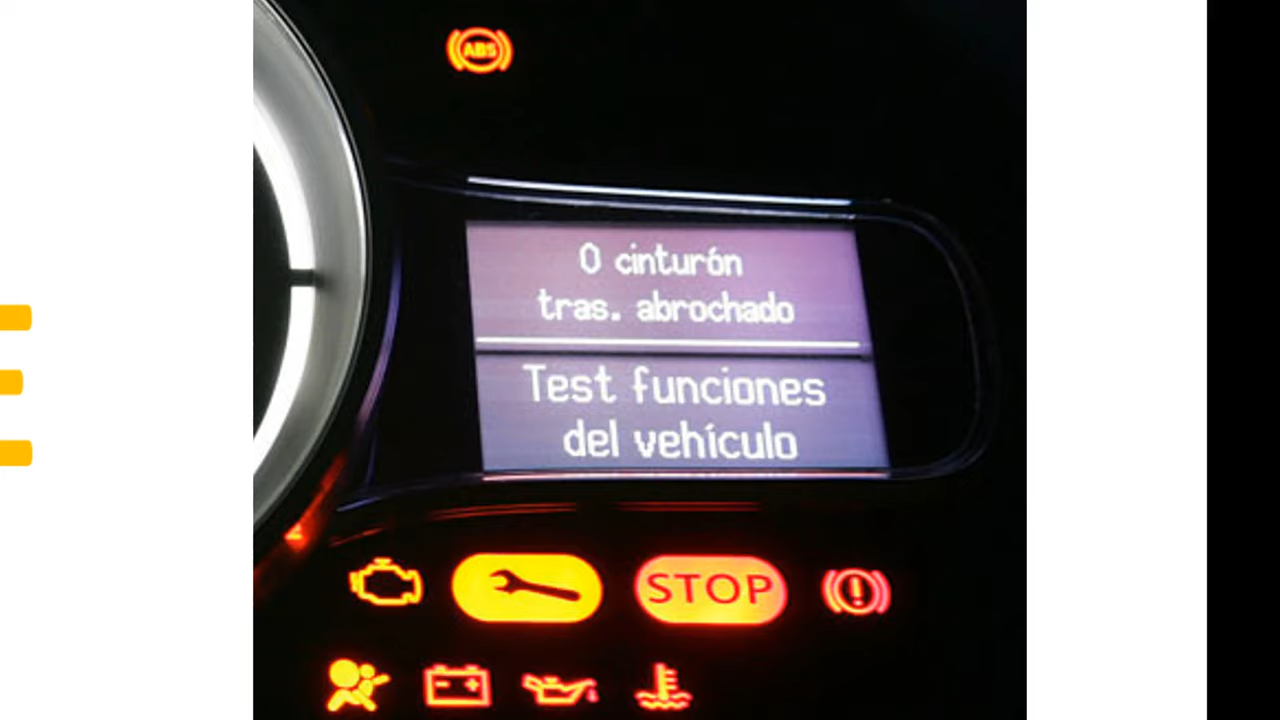 ABS
0 cinturón
tras. abrochado
Test funciones
del vehículo
STOP